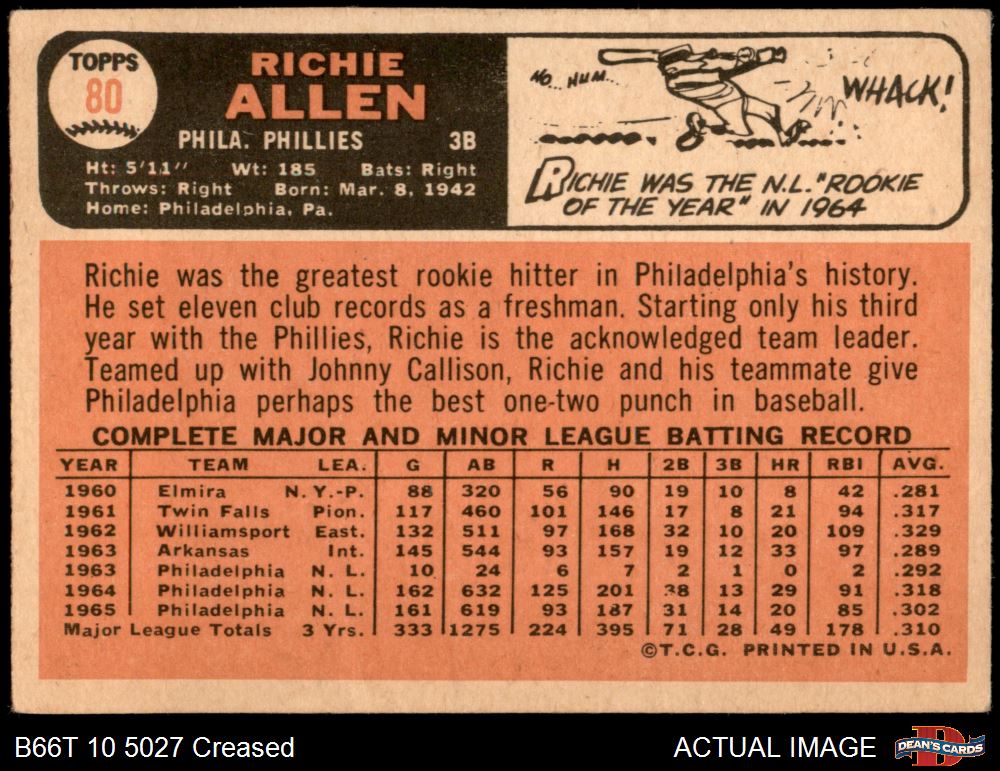 TOPPS
80
RICHIE
ALLEN
PHILA. PHILLIES 3B
Ht: 5'11" Wt: 185 Bats: Right
Throws: Right Born: Mar. 8, 1942
Home: Philadelphia, Pa.
HO HUM...
WHACK!
RICHIE WAS THE N.L. "ROOKIE
OF THE YEAR" IN 1964
Richie was the greatest rookie hitter in Philadelphia's history.
He set eleven club records as a freshman. Starting only his third
year with the Phillies, Richie is the acknowledged team leader.
Teamed up with Johnny Callison, Richie and his teammate give
Philadelphia perhaps the best one-two punch in baseball.
COMPLETE MAJOR AND MINOR LEAGUE BATTING RECORD
YEAR TEAM LEA. G AB R H 2B 3B HR RBI AVG.
1960 Elmira N.Y.-P. 88 320 56 90 19 10 8 42 .281
1961 Twin Falls Pion. 117 460 101 146 17 8 21 94 .317
1962 Williamsport East. 132 511 97 168 32 10 20 109 .329
1963 Arkansas Int. 145 544 93 157 19 12 33 97 .289
1963 Philadelphia N. L. 10 24 6 7 2 1 0 2 .292
1964 Philadelphia N. L. 162 632 125 201 38 13 29 91 .318
1965 Philadelphia N. L. 161 619 93 187 31 14 20 85 .302
Major League Totals 3 Yrs. 333 1275 224 395 71 28 49 178 .310
©T.C.G. PRINTED IN U.S.A.
B66T 10 5027 Creased
ACTUAL IMAGE
DEAN'S CARDS